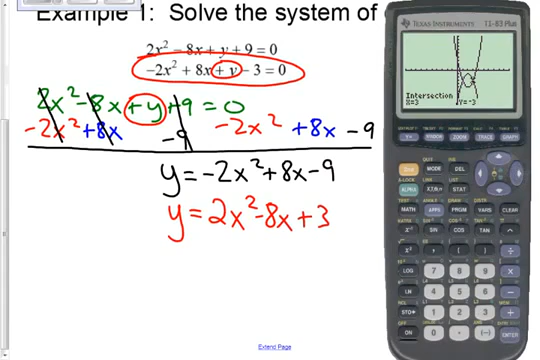 Example 1: Solve the system of
2x² − 8x + y + 9 = 0
−2x² + 8x + y − 3 = 0
2x² − 8x + y + 9 = 0
−2x² + 8x − 9 −2x² + 8x − 9
y = −2x² + 8x − 9
y = 2x² − 8x + 3
Extend Page
TEXAS INSTRUMENTS TI-83 Plus
Intersection
X=3 Y=-3
WINDOW ZOOM TRACE GRAPH
MODE DEL
ALPHA X,T,θ,n STAT
MATH APPS PRGM VARS CLEAR
x⁻¹ SIN COS TAN ^
x² , ( ) ÷
LOG 7 8 9 ×
LN 4 5 6 −
STO▸ 1 2 3 +
ON 0 . (−) ENTER